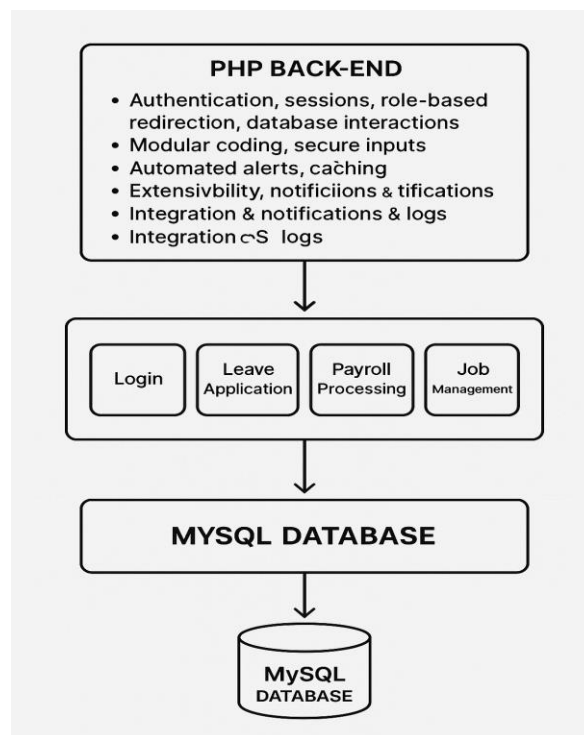 PHP BACK-END
• Authentication, sessions, role-based
redirection, database interactions
• Modular coding, secure inputs
• Automated alerts, caching
• Extensivbility, notificiions & tifications
• Integration & notifications & logs
• Integration logs
Login
Leave
Application
Payroll
Processing
Job
Management
MYSQL DATABASE
MySQL
DATABASE